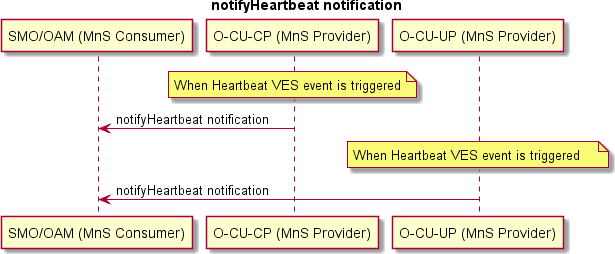 notifyHeartbeat notification
SMO/OAM (MnS Consumer)
O-CU-CP (MnS Provider)
O-CU-UP (MnS Provider)
When Heartbeat VES event is triggered
notifyHeartbeat notification
When Heartbeat VES event is triggered
notifyHeartbeat notification
SMO/OAM (MnS Consumer)
O-CU-CP (MnS Provider)
O-CU-UP (MnS Provider)